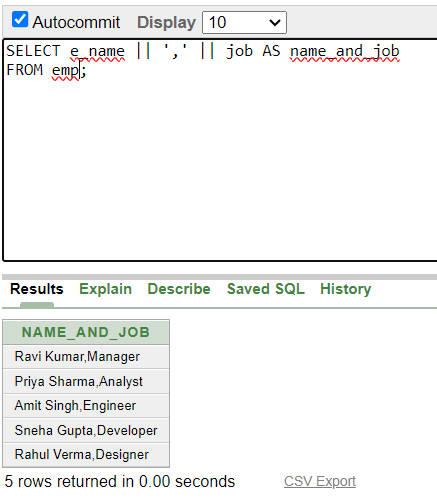 Autocommit Display 10
SELECT e_name || ',' || job AS name_and_job
FROM emp;
Results Explain Describe Saved SQL History
NAME_AND_JOB
Ravi Kumar,Manager
Priya Sharma,Analyst
Amit Singh,Engineer
Sneha Gupta,Developer
Rahul Verma,Designer
5 rows returned in 0.00 seconds CSV Export